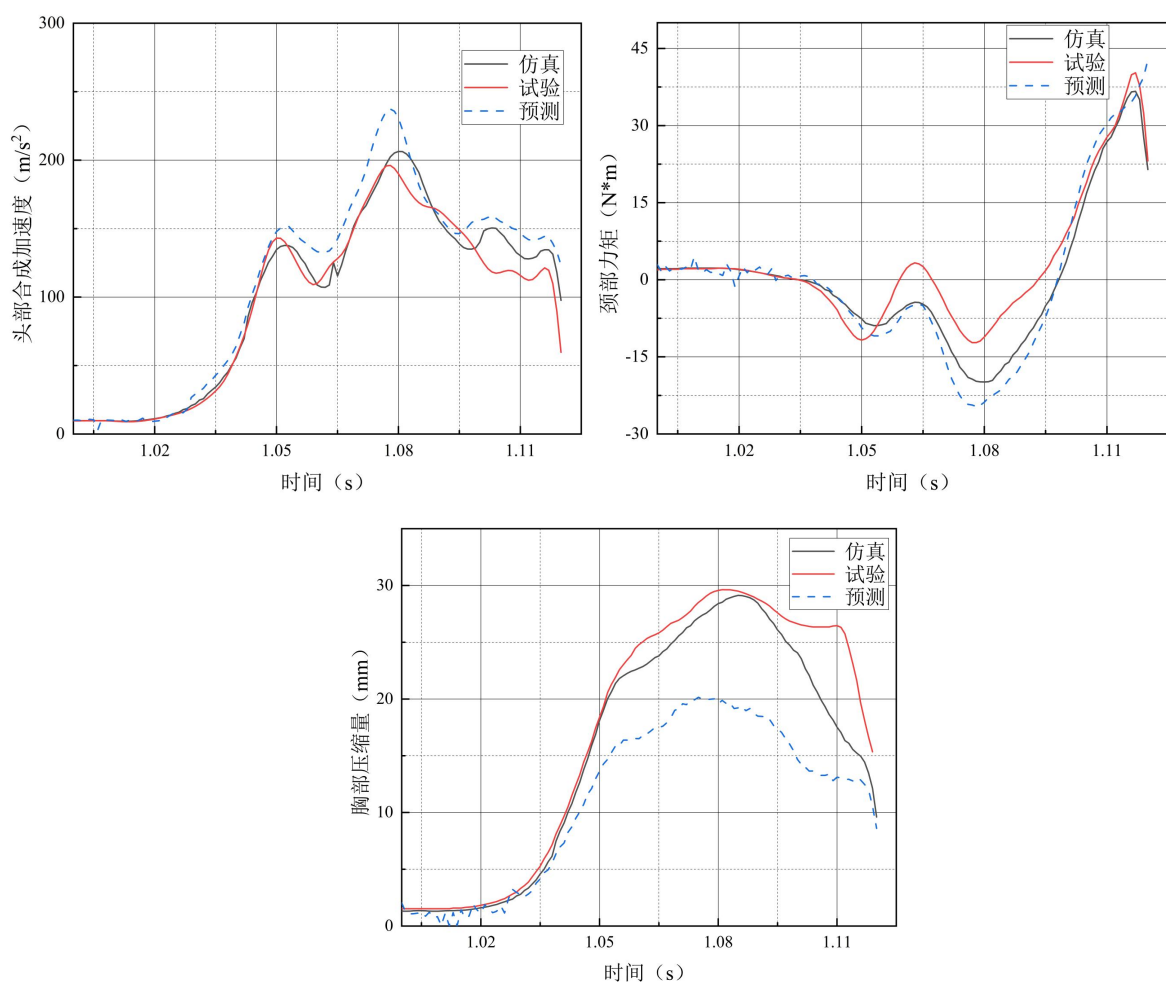 300
200
100
0
头部合成加速度（m/s²）
仿真
试验
预测
1.02
1.05
1.08
1.11
时间（s）
45
30
15
0
-15
-30
颈部力矩（N*m）
仿真
试验
预测
1.02
1.05
1.08
1.11
时间（s）
30
20
10
0
胸部压缩量（mm）
仿真
试验
预测
1.02
1.05
1.08
1.11
时间（s）